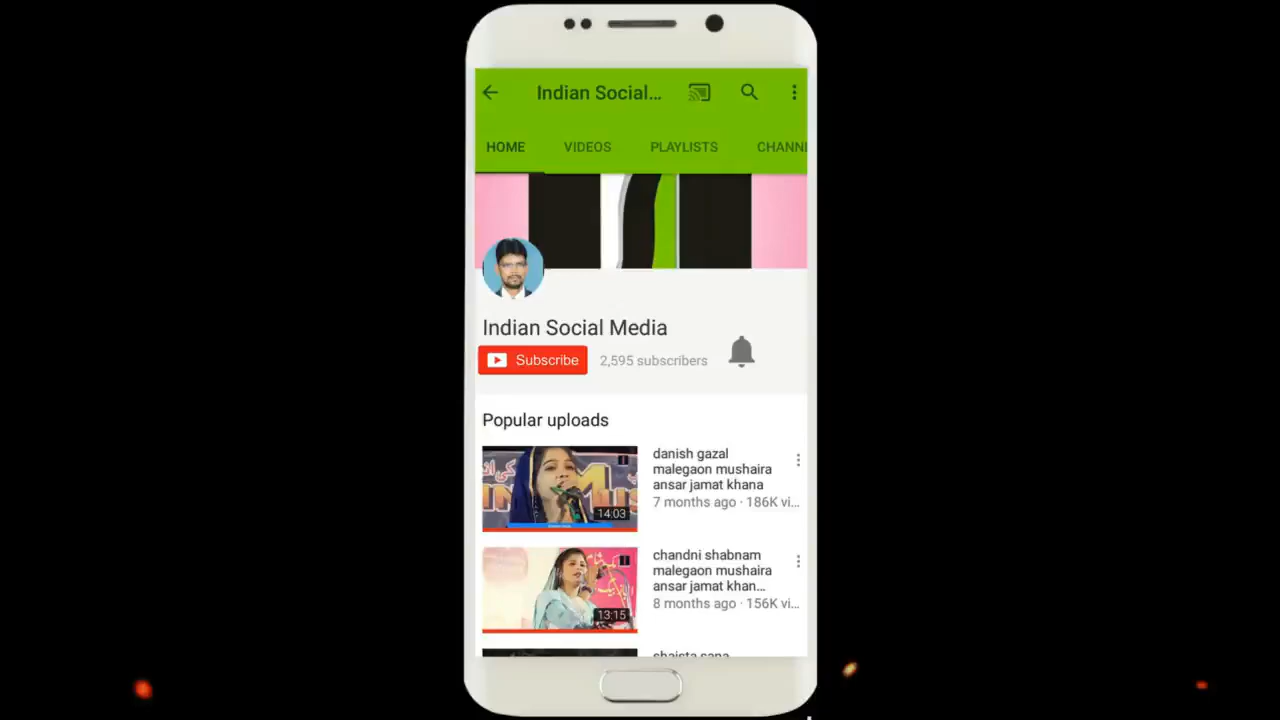 Indian Social...
HOME VIDEOS PLAYLISTS CHANN
Indian Social Media
Subscribe 2,595 subscribers
Popular uploads
danish gazal
malegaon mushaira
ansar jamat khana
7 months ago · 186K vi...
14:03
chandni shabnam
malegaon mushaira
ansar jamat khan...
8 months ago · 156K vi...
13:15
shaista sana